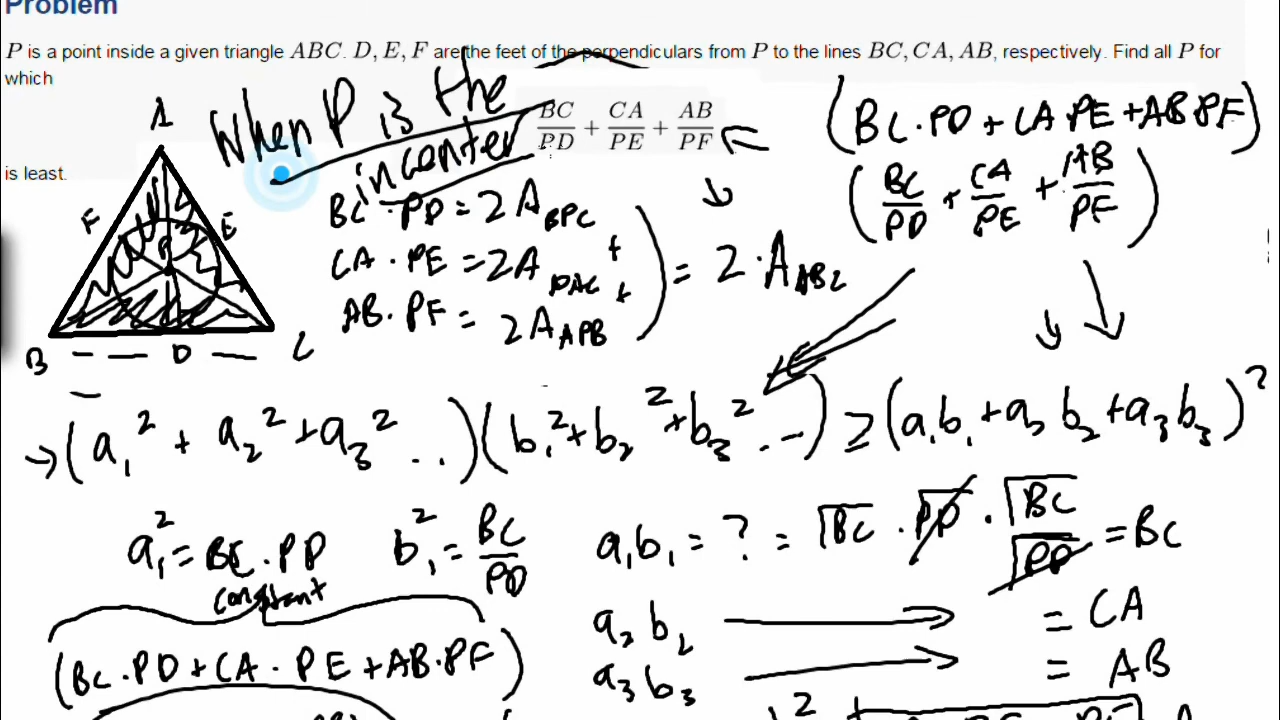 Problem
P is a point inside a given triangle ABC. D, E, F are the feet of the perpendiculars from P to the lines BC, CA, AB, respectively. Find all P for
which
BC/PD + CA/PE + AB/PF
is least.
When P is the
incenter
A
F E
P
B D C
BC · PD = 2A_BPC
CA · PE = 2A_PAC
AB · PF = 2A_APB
+
+
) = 2 · A_ABC
(BC · PD + CA · PE + AB · PF)
(BC/PD + CA/PE + AB/PF)
(a₁² + a₂² + a₃² ..)(b₁² + b₂² + b₃² ...) ≥ (a₁b₁ + a₂b₂ + a₃b₃)²
a₁² = BC · PD b₁² = BC/PD a₁b₁ = ? = √BC · √PD · √BC/√PD = BC
constant
a₂b₂ → = CA
a₃b₃ → = AB
(BC · PD + CA · PE + AB · PF)